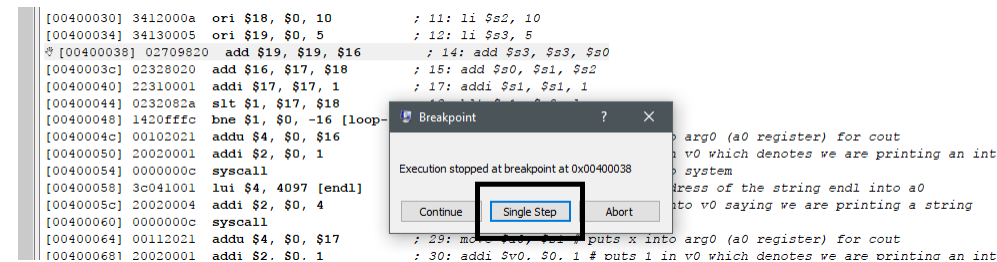 [00400030] 3412000a ori $18, $0, 10 ; 11: li $s2, 10
[00400034] 34130005 ori $19, $0, 5 ; 12: li $s3, 5
[00400038] 02709820 add $19, $19, $16 ; 14: add $s3, $s3, $s0
[0040003c] 02328020 add $16, $17, $18 ; 15: add $s0, $s1, $s2
[00400040] 22310001 addi $17, $17, 1 ; 17: addi $s1, $s1, 1
[00400044] 0232082a slt $1, $17, $18
[00400048] 1420fffc bne $1, $0, -16 [loop-
[0040004c] 00102021 addu $4, $0, $16 arg0 (a0 register) for cout
[00400050] 20020001 addi $2, $0, 1 v0 which denotes we are printing an int
[00400054] 0000000c syscall system
[00400058] 3c041001 lui $4, 4097 [endl] of the string endl into a0
[0040005c] 20020004 addi $2, $0, 4 v0 saying we are printing a string
[00400060] 0000000c syscall
[00400064] 00112021 addu $4, $0, $17 ; 29: # puts x into arg0 (a0 register) for cout
[00400068] 20020001 addi $2, $0, 1 ; 30: addi $v0, $0, 1 # puts 1 in v0 which denotes we are printing an int
Breakpoint ? ×
Execution stopped at breakpoint at 0x00400038
Continue Single Step Abort